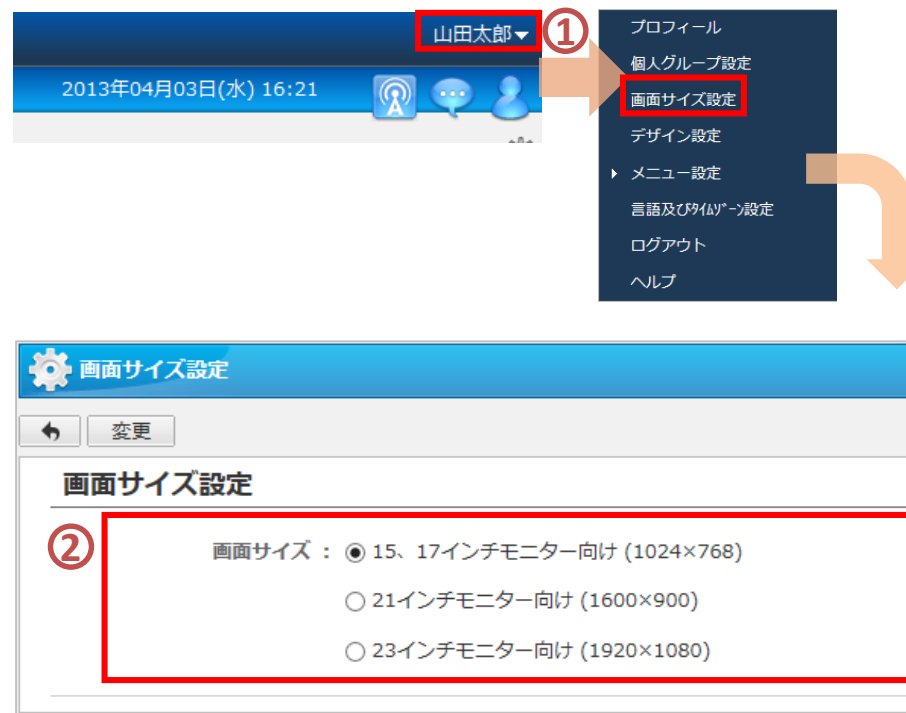 山田太郎▼
①
2013年04月03日(水) 16:21
プロフィール
個人グループ設定
画面サイズ設定
デザイン設定
メニュー設定
言語及びﾀｲﾑｿﾞｰﾝ設定
ログアウト
ヘルプ
画面サイズ設定
変更
画面サイズ設定
②
画面サイズ : 15、17インチモニター向け (1024×768)
21インチモニター向け (1600×900)
23インチモニター向け (1920×1080)